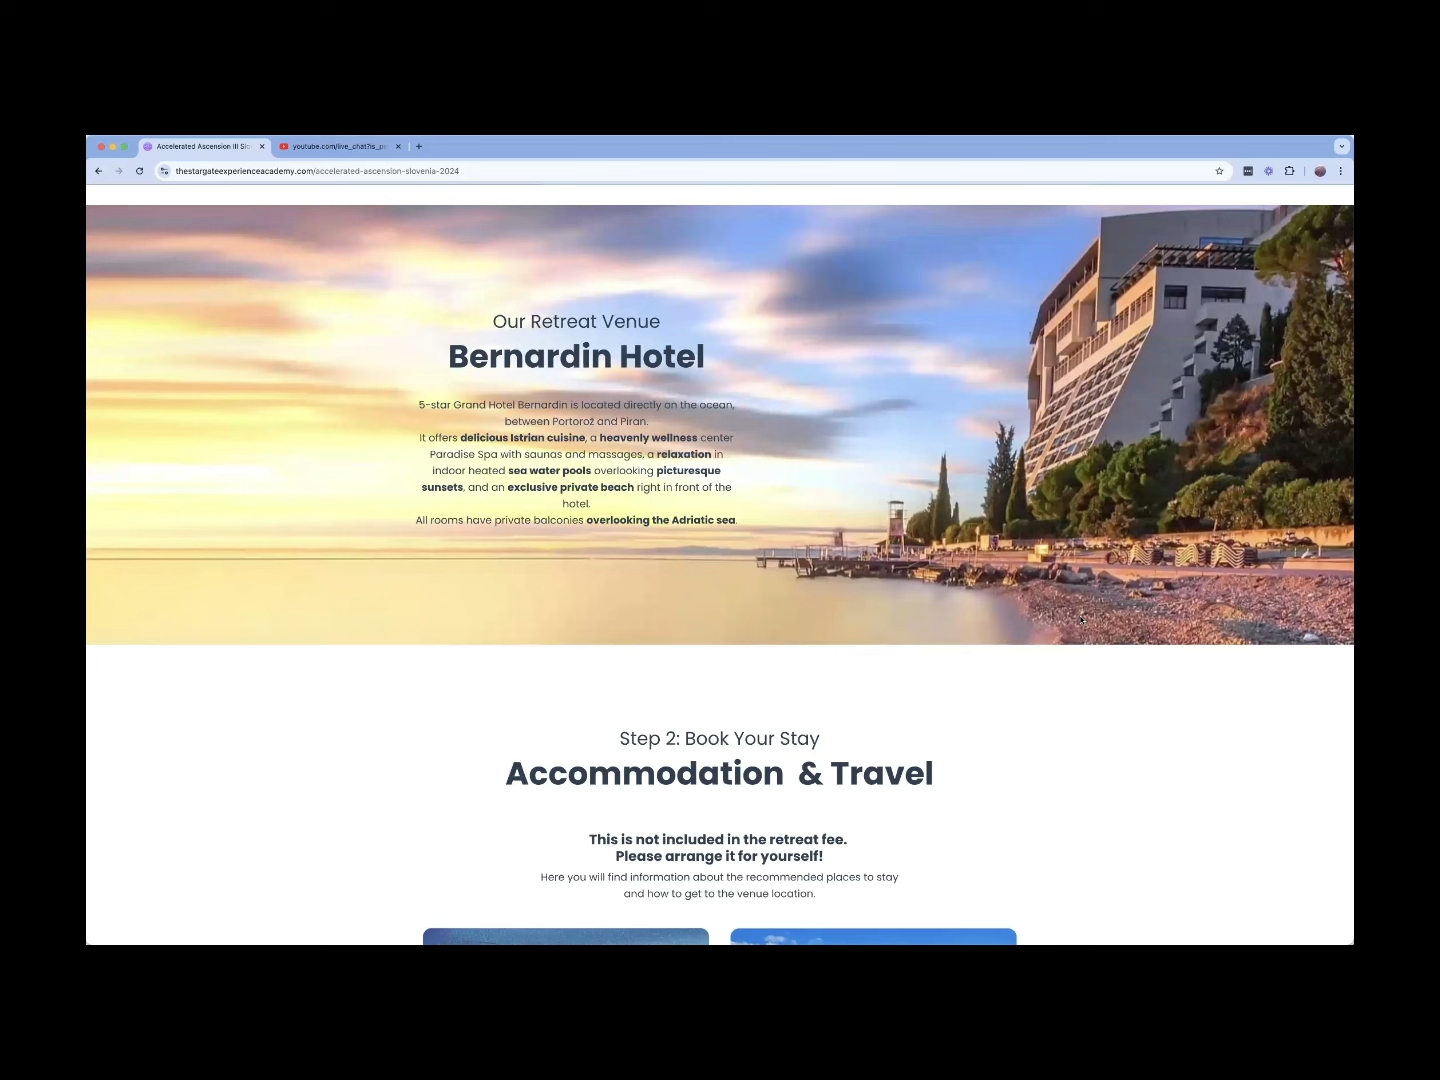 Accelerated Ascension III Slo
youtube.com/live_chat?is_po
thestargateexperienceacademy.com/accelerated-ascension-slovenia-2024
Our Retreat Venue
Bernardin Hotel
5-star Grand Hotel Bernardin is located directly on the ocean,
between Portorož and Piran.
It offers delicious Istrian cuisine, a heavenly wellness center
Paradise Spa with saunas and massages, a relaxation in
indoor heated sea water pools overlooking picturesque
sunsets, and an exclusive private beach right in front of the
hotel.
All rooms have private balconies overlooking the Adriatic sea.
Step 2: Book Your Stay
Accommodation & Travel
This is not included in the retreat fee.
Please arrange it for yourself!
Here you will find information about the recommended places to stay
and how to get to the venue location.